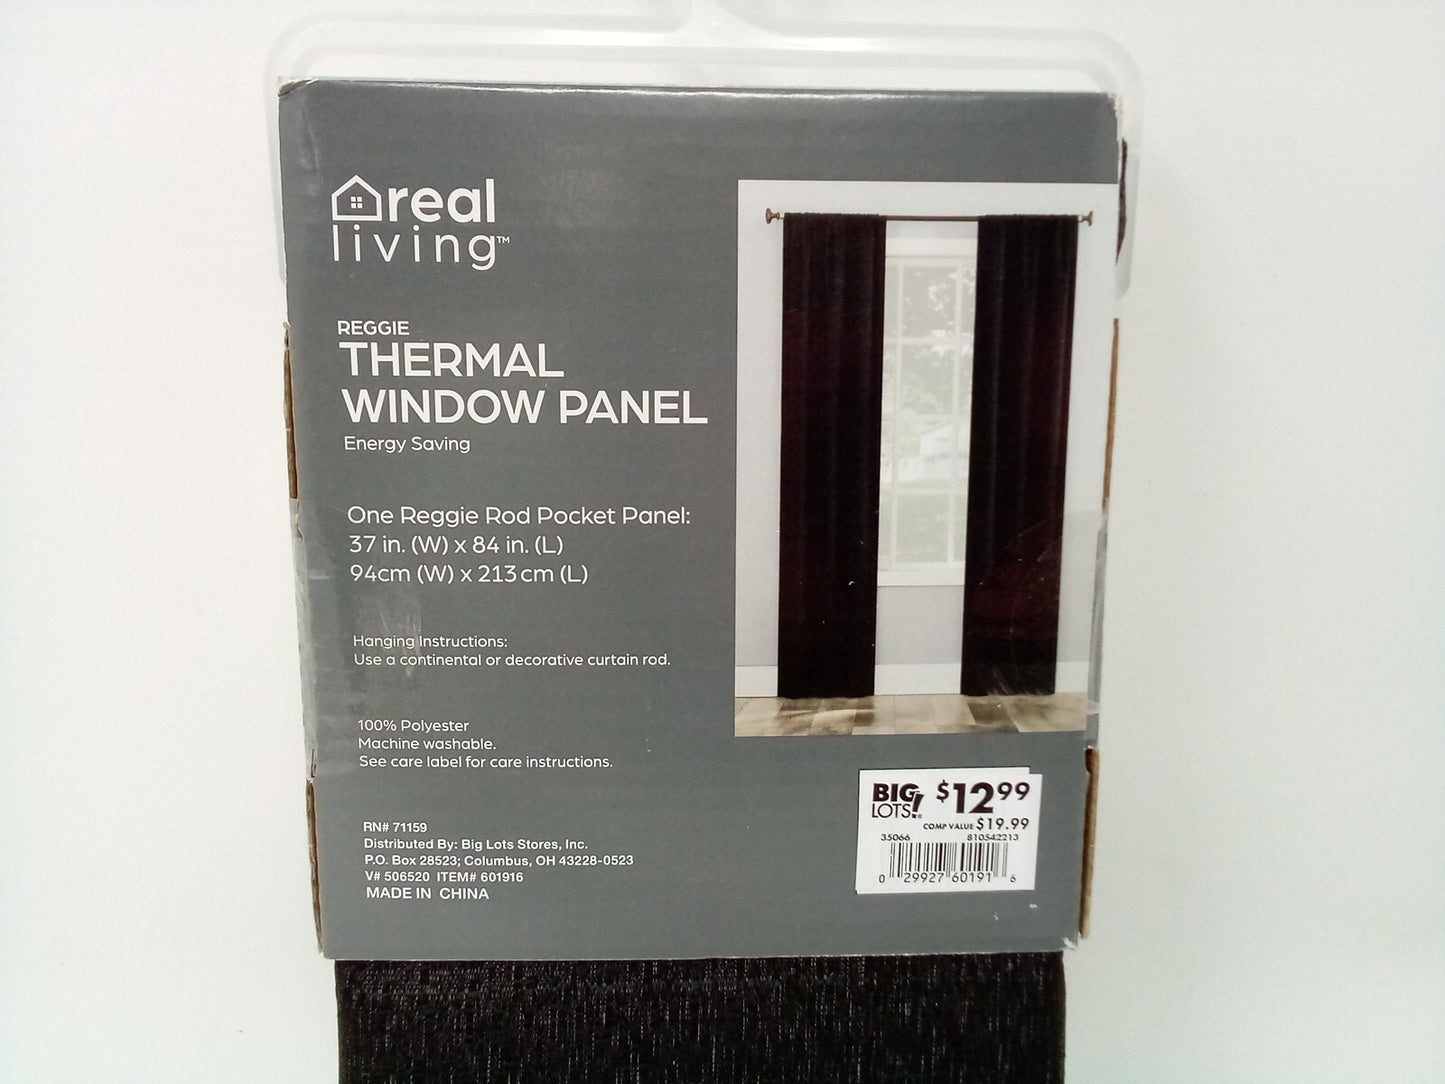 real
living™
REGGIE
THERMAL
WINDOW PANEL
Energy Saving
One Reggie Rod Pocket Panel:
37 in. (W) x 84 in. (L)
94cm (W) x 213 cm (L)
Hanging Instructions:
Use a continental or decorative curtain rod.
100% Polyester
Machine washable.
See care label for care instructions.
RN# 71159
Distributed By: Big Lots Stores, Inc.
P.O. Box 28523; Columbus, OH 43228-0523
V# 506520 ITEM# 601916
MADE IN CHINA
BIG LOTS!® $12.99
COMP VALUE $19.99
35066 810542213
0 29927 60191 6